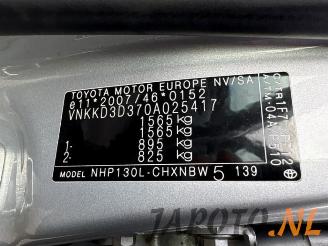 TOYOTA MOTOR EUROPE NV/SA
e11*2007/46*0152
VNKKD3D370A025417
1565 kg
1565 kg
1- 895 kg
2- 825 kg
MODEL NHP130L-CHXNBW 5 139
TOYOTA.NL